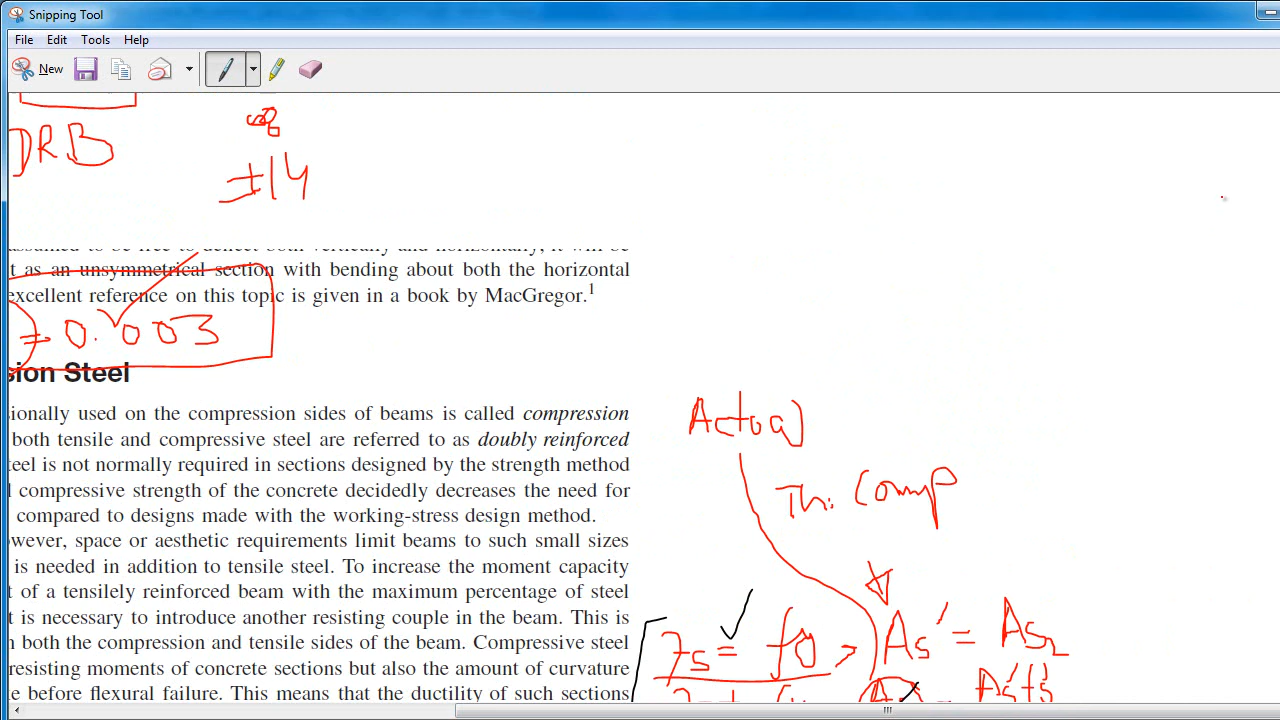 Snipping Tool
File Edit Tools Help
New
DRB
±14
assumed to be free to deflect both vertically and horizontally, it will be
t as an unsymmetrical section with bending about both the horizontal
excellent reference on this topic is given in a book by MacGregor.1
= 0.003
sion Steel
sionally used on the compression sides of beams is called compression
both tensile and compressive steel are referred to as doubly reinforced
teel is not normally required in sections designed by the strength method
l compressive strength of the concrete decidedly decreases the need for
compared to designs made with the working-stress design method.
owever, space or aesthetic requirements limit beams to such small sizes
is needed in addition to tensile steel. To increase the moment capacity
t of a tensilely reinforced beam with the maximum percentage of steel
t is necessary to introduce another resisting couple in the beam. This is
n both the compression and tensile sides of the beam. Compressive steel
resisting moments of concrete sections but also the amount of curvature
e before flexural failure. This means that the ductility of such sections
Actual
Th: Comp
fs = fy > As' = As2
As'fs'